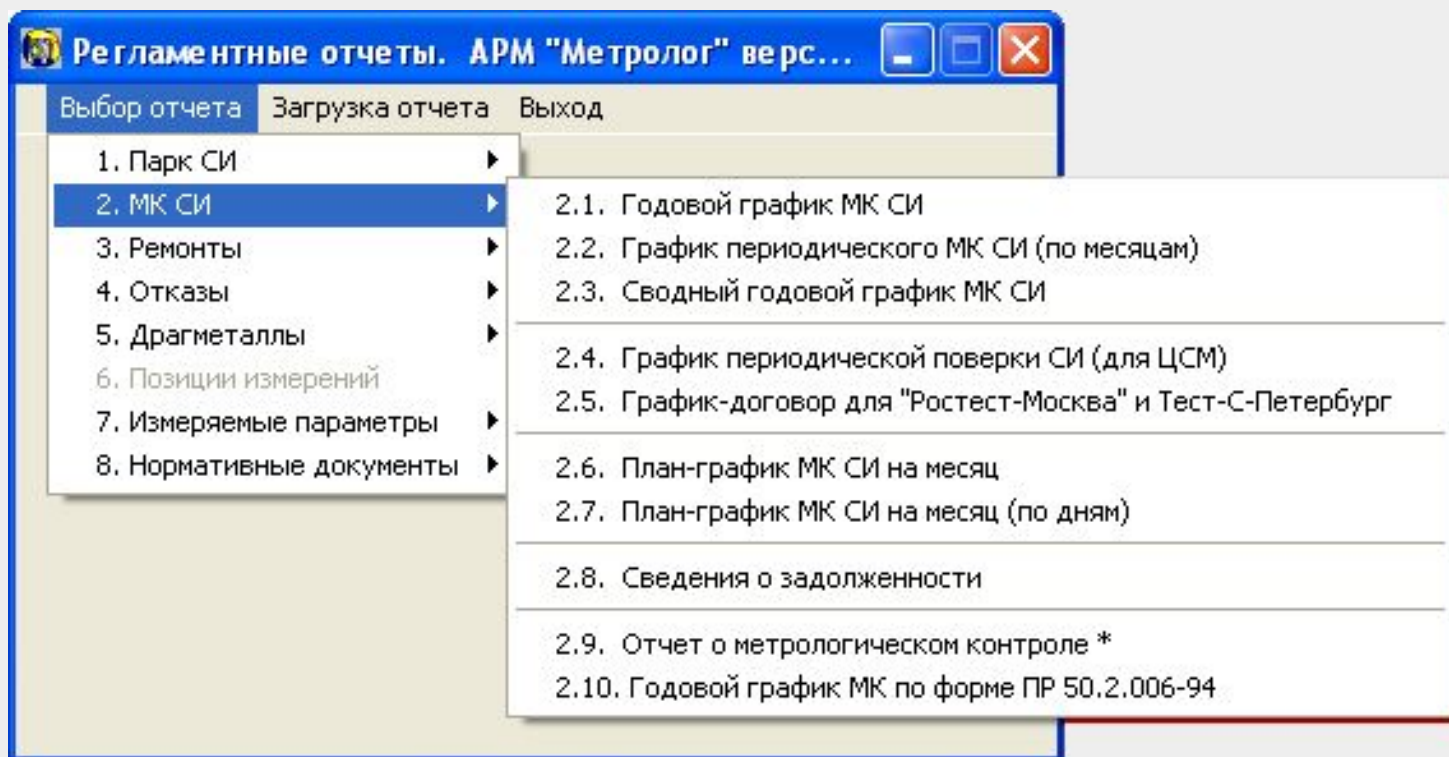 Регламентные отчеты. АРМ "Метролог" верс...
Выбор отчета Загрузка отчета Выход
1. Парк СИ
2. МК СИ
3. Ремонты
4. Отказы
5. Драгметаллы
6. Позиции измерений
7. Измеряемые параметры
8. Нормативные документы
2.1. Годовой график МК СИ
2.2. График периодического МК СИ (по месяцам)
2.3. Сводный годовой график МК СИ
2.4. График периодической поверки СИ (для ЦСМ)
2.5. График-договор для "Ростест-Москва" и Тест-С-Петербург
2.6. План-график МК СИ на месяц
2.7. План-график МК СИ на месяц (по дням)
2.8. Сведения о задолженности
2.9. Отчет о метрологическом контроле *
2.10. Годовой график МК по форме ПР 50.2.006-94